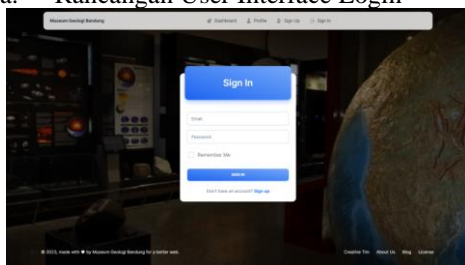 a. Rancangan User Interface Login
Museum Geologi Bandung Dashboard Profile Sign Up Sign In
Sign In
Email
Password
Remember Me
SIGN IN
Don't have an account? Sign up
© 2023, made with ♥ by Museum Geologi Bandung for a better web.
Creative Tim About Us Blog License